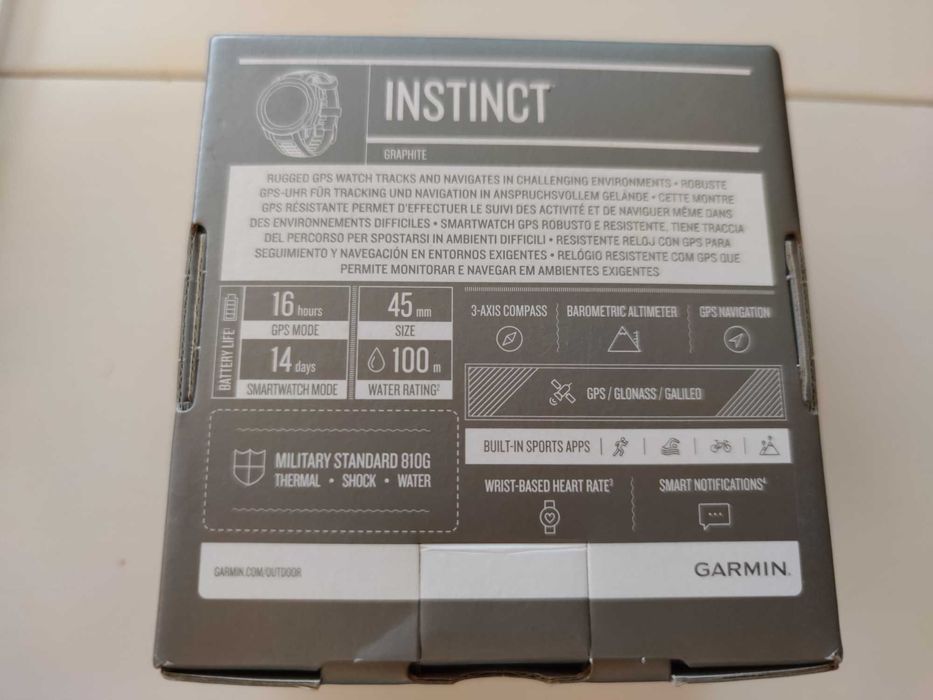 INSTINCT
GRAPHITE
RUGGED GPS WATCH TRACKS AND NAVIGATES IN CHALLENGING ENVIRONMENTS • ROBUSTE
GPS-UHR FÜR TRACKING UND NAVIGATION IN ANSPRUCHSVOLLEM GELÄNDE • CETTE MONTRE
GPS RÉSISTANTE PERMET D'EFFECTUER LE SUIVI DES ACTIVITÉ ET DE NAVIGUER MÊME DANS
DES ENVIRONNEMENTS DIFFICILES • SMARTWATCH GPS ROBUSTO E RESISTENTE, TIENE TRACCIA
DEL PERCORSO PER SPOSTARSI IN AMBIENTI DIFFICILI • RESISTENTE RELOJ CON GPS PARA
SEGUIMIENTO Y NAVEGACIÓN EN ENTORNOS EXIGENTES • RELÓGIO RESISTENTE COM GPS QUE
PERMITE MONITORAR E NAVEGAR EM AMBIENTES EXIGENTES
BATTERY LIFE¹
16 hours
GPS MODE
14 days
SMARTWATCH MODE
45 mm
SIZE
100 m
WATER RATING²
3-AXIS COMPASS
BAROMETRIC ALTIMETER
GPS NAVIGATION
GPS / GLONASS / GALILEO
BUILT-IN SPORTS APPS
MILITARY STANDARD 810G
THERMAL • SHOCK • WATER
WRIST-BASED HEART RATE³
SMART NOTIFICATIONS⁴
GARMIN.COM/OUTDOOR
GARMIN.